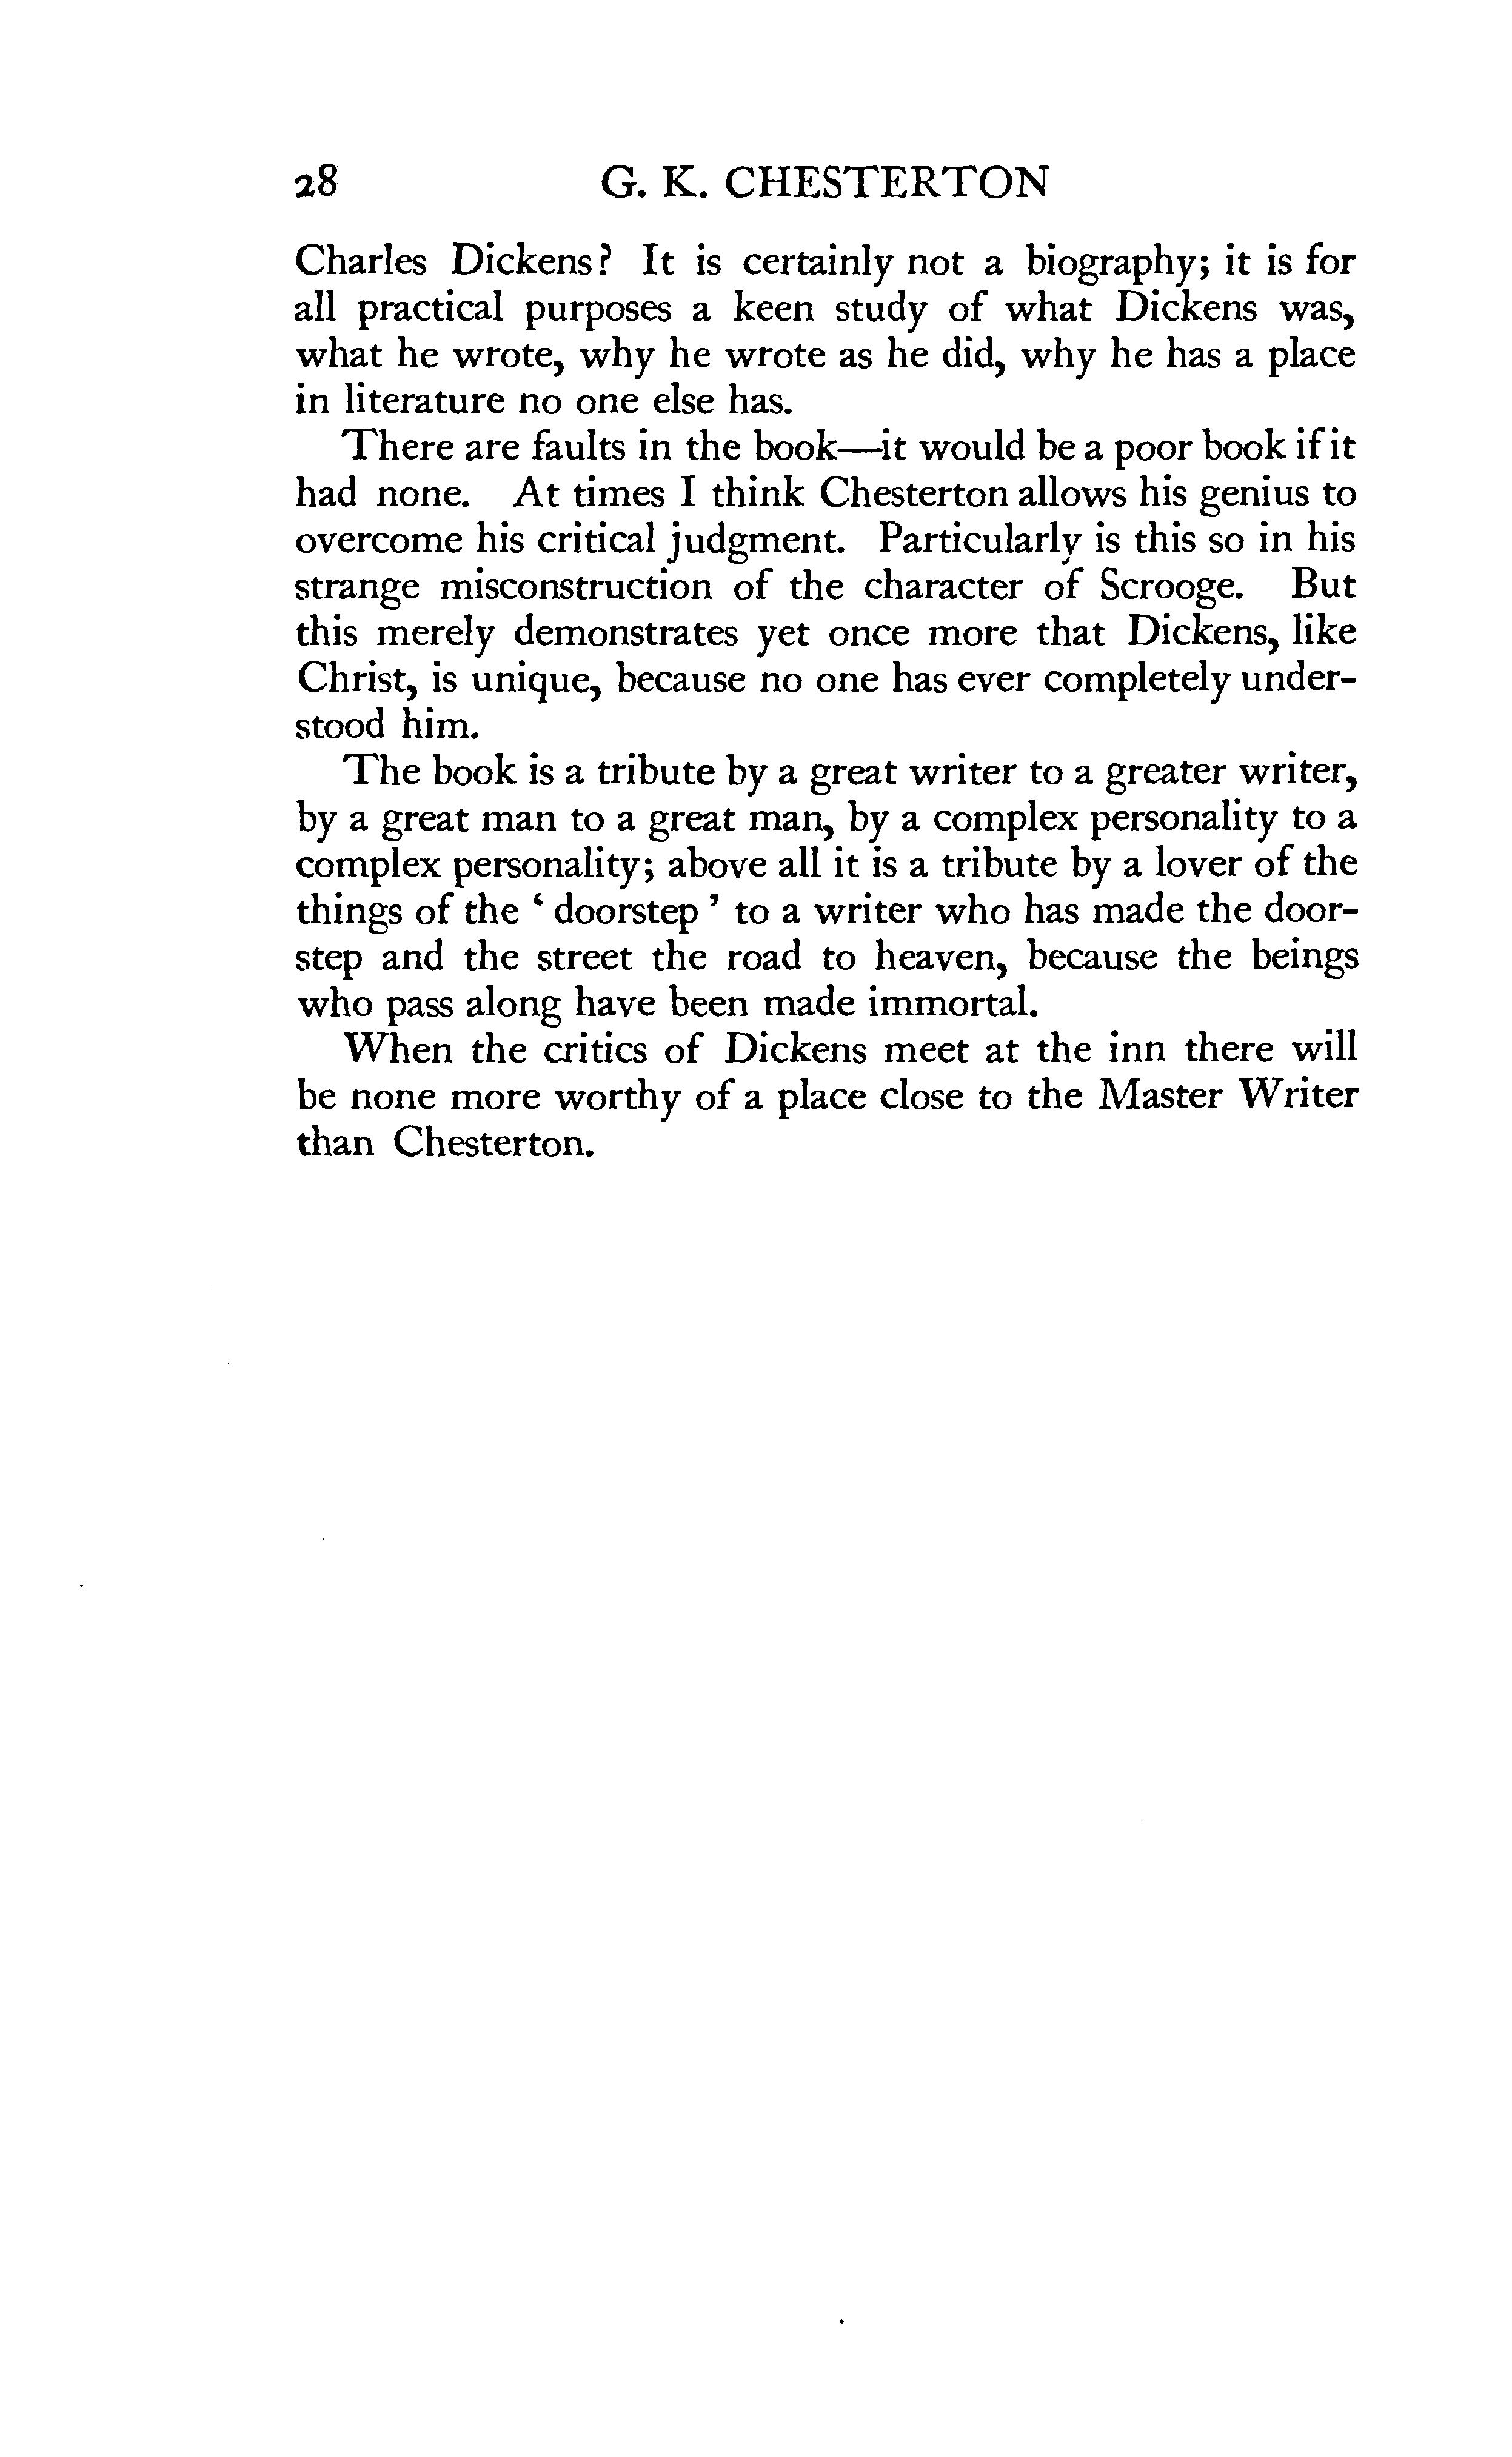 28 G. K. CHESTERTON
Charles Dickens? It is certainly not a biography; it is for
all practical purposes a keen study of what Dickens was,
what he wrote, why he wrote as he did, why he has a place
in literature no one else has.
There are faults in the book—it would be a poor book if it
had none. At times I think Chesterton allows his genius to
overcome his critical judgment. Particularly is this so in his
strange misconstruction of the character of Scrooge. But
this merely demonstrates yet once more that Dickens, like
Christ, is unique, because no one has ever completely under-
stood him.
The book is a tribute by a great writer to a greater writer,
by a great man to a great man, by a complex personality to a
complex personality; above all it is a tribute by a lover of the
things of the ‘ doorstep ’ to a writer who has made the door-
step and the street the road to heaven, because the beings
who pass along have been made immortal.
When the critics of Dickens meet at the inn there will
be none more worthy of a place close to the Master Writer
than Chesterton.